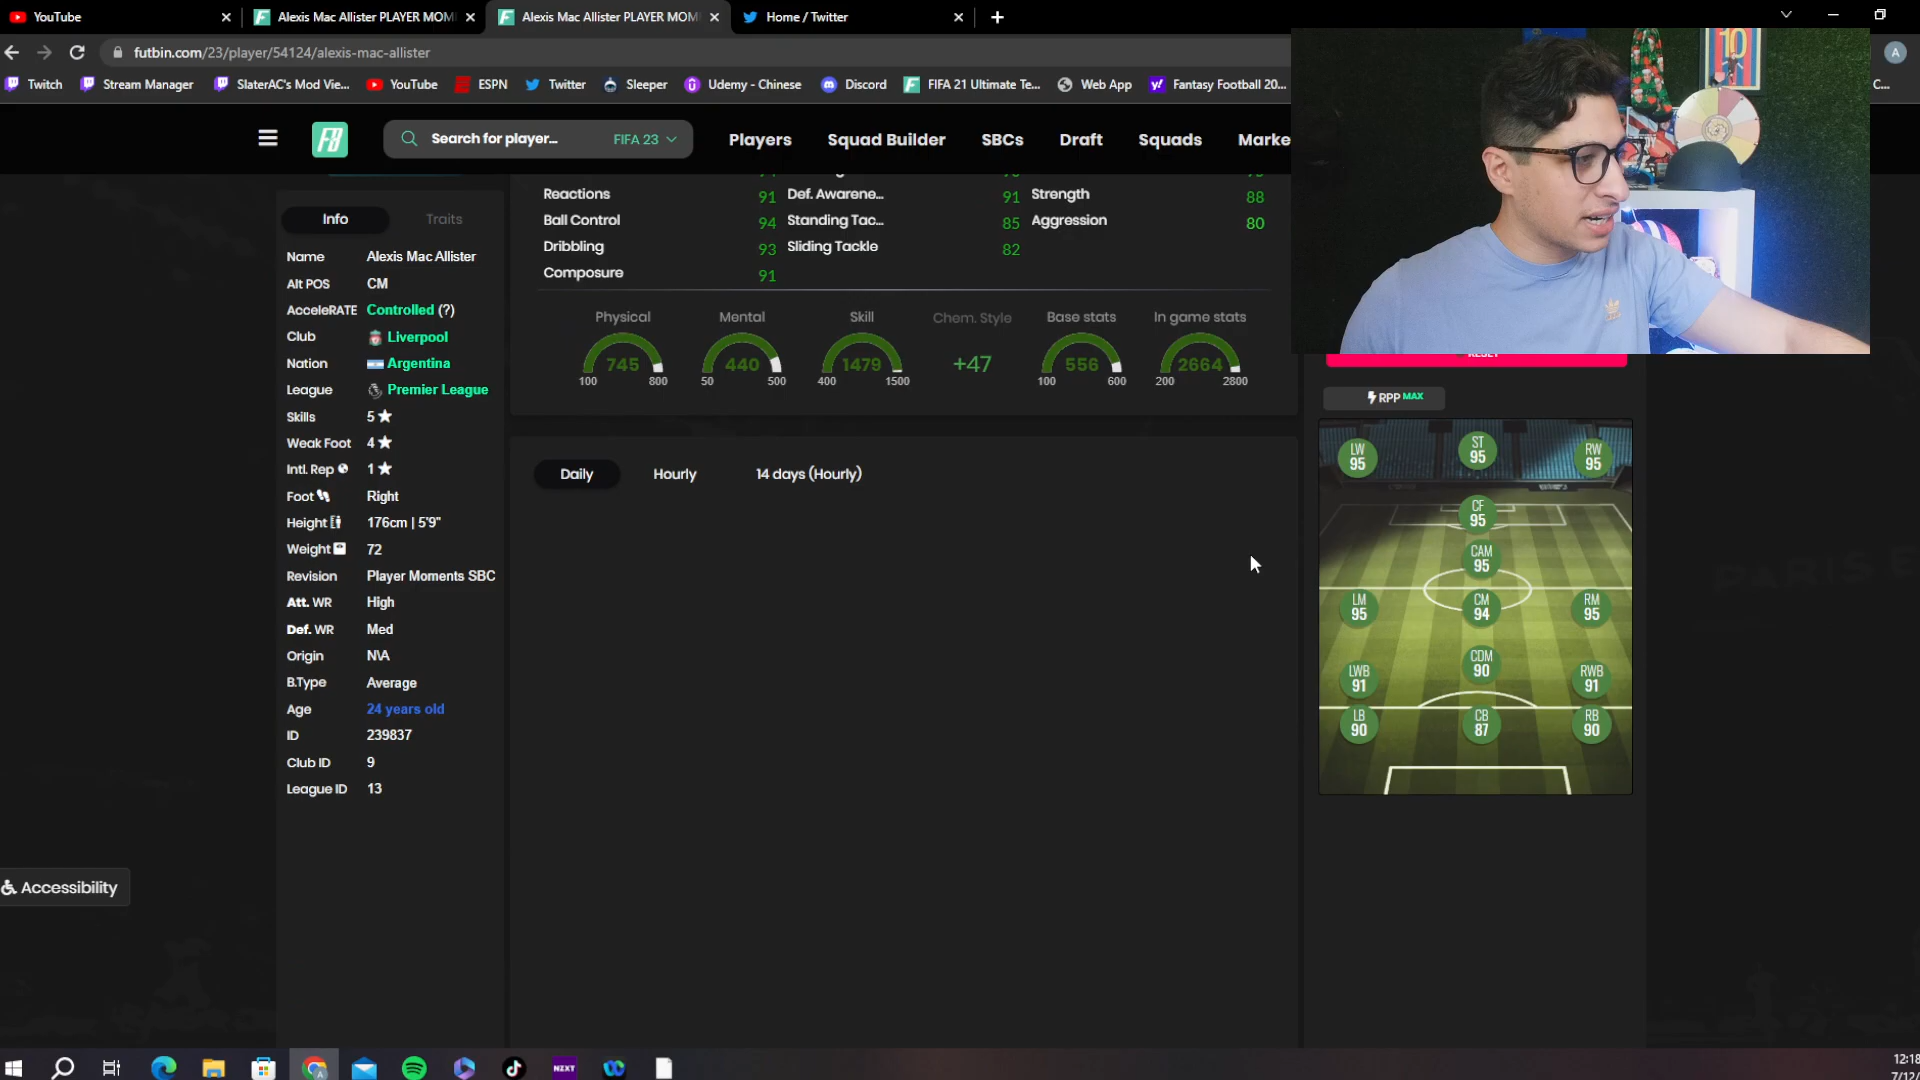 YouTube
Alexis Mac Allister PLAYER MOM
Alexis Mac Allister PLAYER MOM
Home / Twitter
futbin.com/23/player/54124/alexis-mac-allister
A
Twitch
Stream Manager
SlaterAC's Mod Vie...
YouTube
ESPN
Twitter
Sleeper
Udemy - Chinese
Discord
FIFA 21 Ultimate Te...
Web App
Fantasy Football 20...
C...
10
Search for player...
FIFA 23
Players
Squad Builder
SBCs
Draft
Squads
Marke
Info
Traits
Name Alexis Mac Allister
Alt POS CM
AcceleRATE Controlled (?)
Club Liverpool
Nation Argentina
League Premier League
Skills 5
Weak Foot 4
Intl. Rep 1
Foot Right
Height 176cm | 5'9"
Weight 72
Revision Player Moments SBC
Att. WR High
Def. WR Med
Origin N\A
B.Type Average
Age 24 years old
ID 239837
Club ID 9
League ID 13
Reactions 91 Def. Awarene... 91 Strength 88
Ball Control 94 Standing Tac... 85 Aggression 80
Dribbling 93 Sliding Tackle 82
Composure 91
Physical Mental Skill Chem. Style Base stats In game stats
745 440 1479 +47 556 2664
100 800 50 500 400 1500 100 600 200 2800
Daily
Hourly
14 days (Hourly)
RESET
RPP MAX
LW 95
ST 95
RW 95
CF 95
CAM 95
LM 95
CM 94
RM 95
LWB 91
CDM 90
RWB 91
LB 90
CB 87
RB 90
PARIS E
Accessibility
NZXT
12:18
7/12/